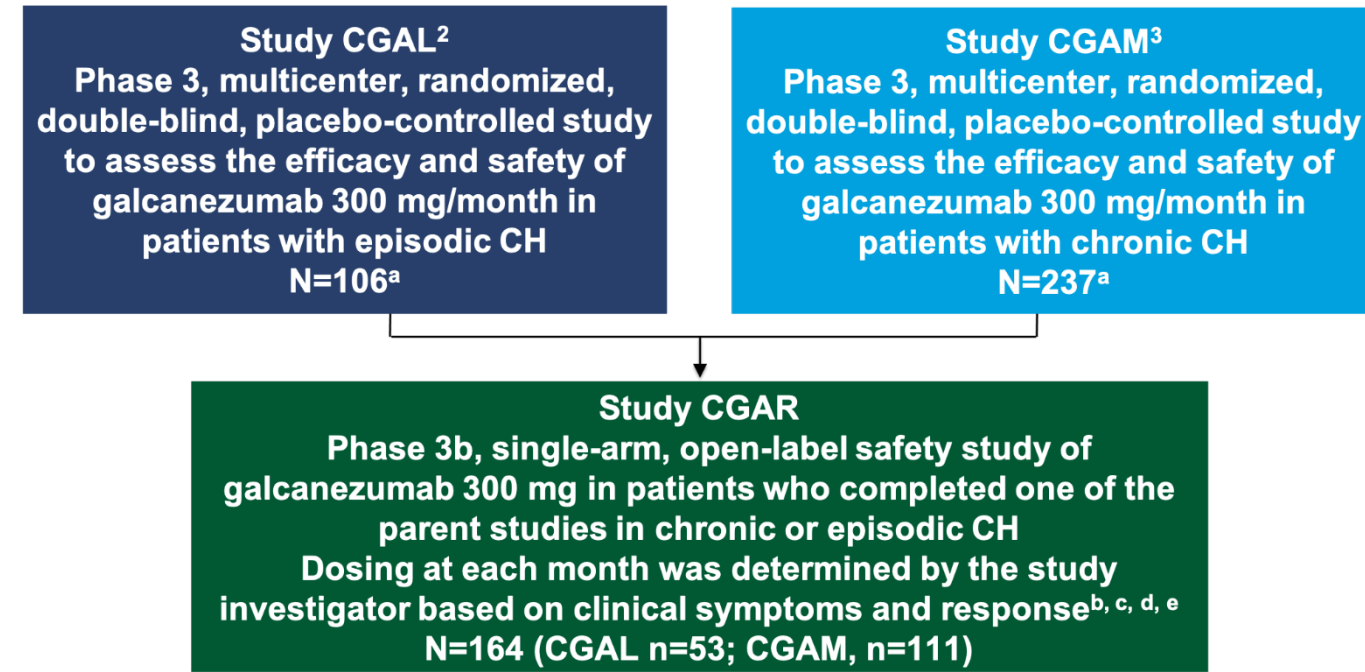 Study CGAL²
Phase 3, multicenter, randomized,
double-blind, placebo-controlled study
to assess the efficacy and safety of
galcanezumab 300 mg/month in
patients with episodic CH
N=106ᵃ
Study CGAM³
Phase 3, multicenter, randomized,
double-blind, placebo-controlled study
to assess the efficacy and safety of
galcanezumab 300 mg/month in
patients with chronic CH
N=237ᵃ
Study CGAR
Phase 3b, single-arm, open-label safety study of
galcanezumab 300 mg in patients who completed one of the
parent studies in chronic or episodic CH
Dosing at each month was determined by the study
investigator based on clinical symptoms and responseᵇ, ᶜ, ᵈ, ᵉ
N=164 (CGAL n=53; CGAM, n=111)